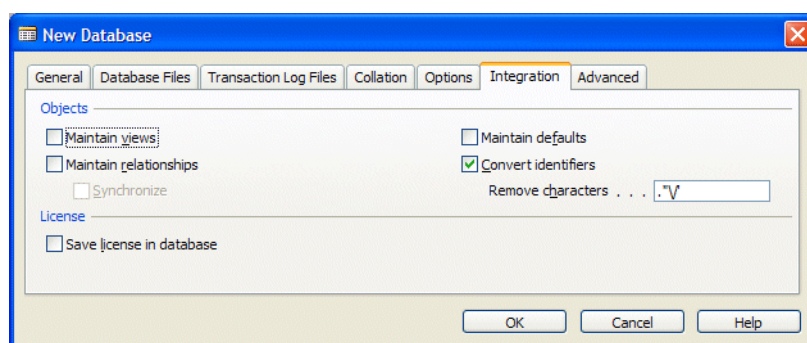 New Database
General Database Files Transaction Log Files Collation Options Integration Advanced
Objects
Maintain views Maintain defaults
Maintain relationships Convert identifiers
Synchronize Remove characters . . . ."\/'
License
Save license in database
OK Cancel Help